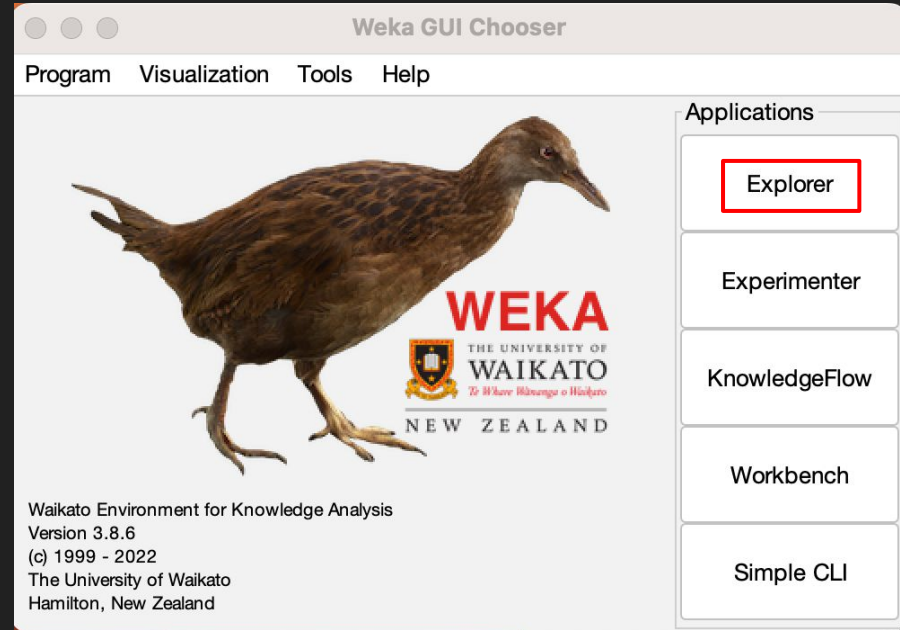 Weka GUI Chooser
Program Visualization Tools Help
Applications
Explorer
Experimenter
KnowledgeFlow
Workbench
Simple CLI
WEKA
THE UNIVERSITY OF
WAIKATO
Te Whare Wānanga o Waikato
NEW ZEALAND
Waikato Environment for Knowledge Analysis
Version 3.8.6
(c) 1999 - 2022
The University of Waikato
Hamilton, New Zealand